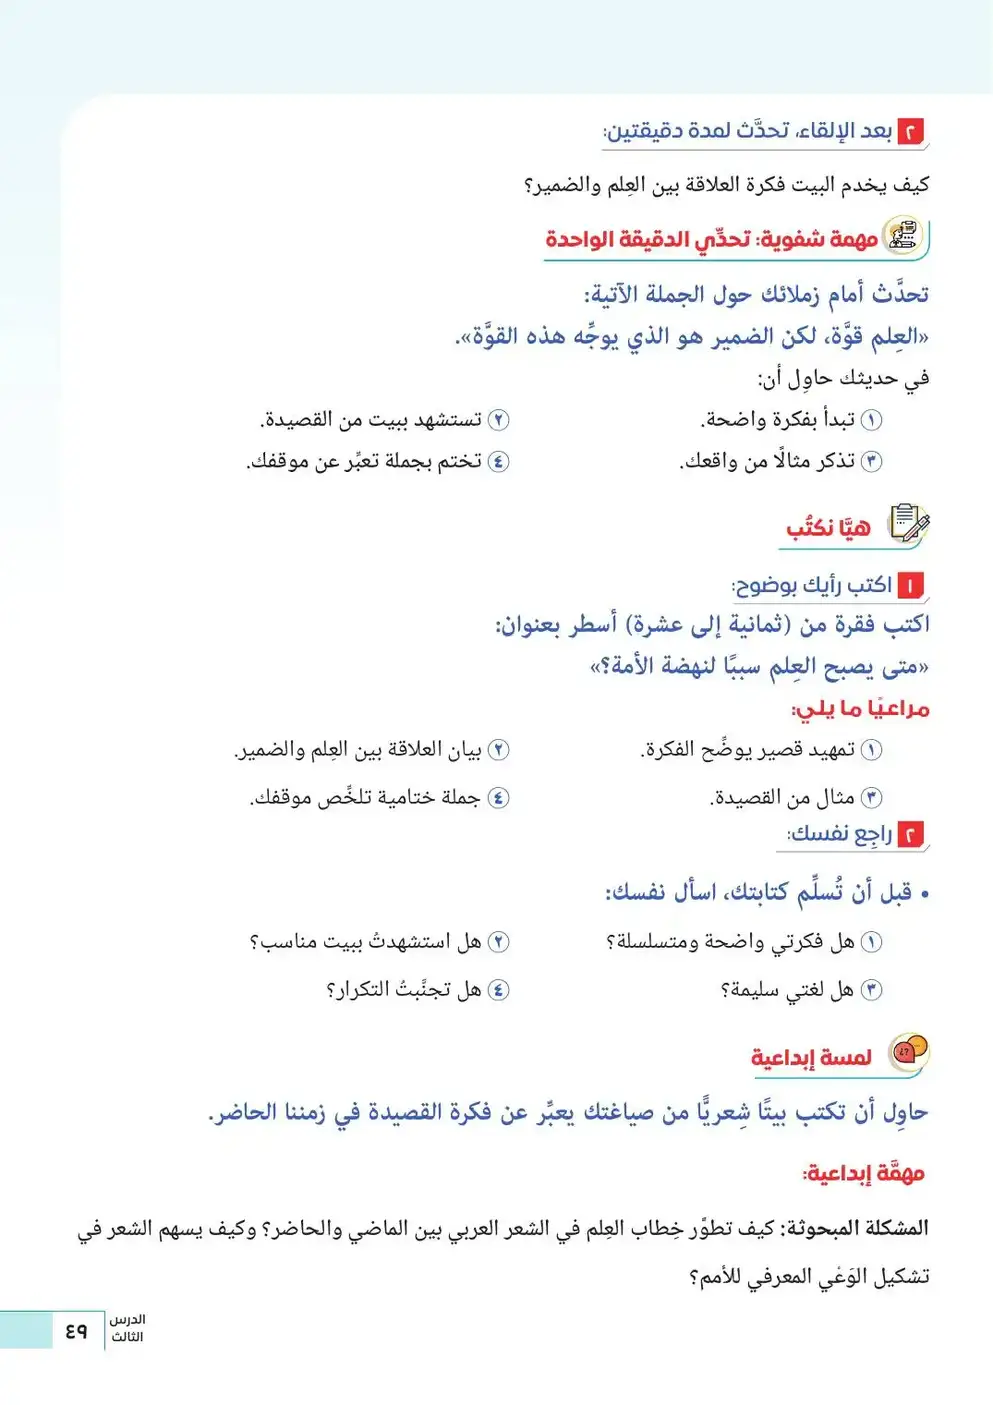 ٢ بعد الإلقاء، تحدَّث لمدة دقيقتين:
كيف يخدم البيت فكرة العلاقة بين العِلم والضمير؟
مهمة شفوية: تحدِّي الدقيقة الواحدة
تحدَّث أمام زملائك حول الجملة الآتية:
«العِلم قوَّة، لكن الضمير هو الذي يوجِّه هذه القوَّة».
في حديثك حاوِل أن:
١ تبدأ بفكرة واضحة. ٢ تستشهد ببيت من القصيدة.
٣ تذكر مثالًا من واقعك. ٤ تختم بجملة تعبِّر عن موقفك.
هيَّا نكتُب
١ اكتب رأيك بوضوح:
اكتب فقرة من (ثمانية إلى عشرة) أسطر بعنوان:
«متى يصبح العِلم سببًا لنهضة الأمة؟»
مراعيًا ما يلي:
١ تمهيد قصير يوضِّح الفكرة. ٢ بيان العلاقة بين العِلم والضمير.
٣ مثال من القصيدة. ٤ جملة ختامية تلخِّص موقفك.
٢ راجِع نفسك:
• قبل أن تُسلِّم كتابتك، اسأل نفسك:
١ هل فكرتي واضحة ومتسلسلة؟ ٢ هل استشهدتُ ببيت مناسب؟
٣ هل لغتي سليمة؟ ٤ هل تجنَّبتُ التكرار؟
لمسة إبداعية
حاوِل أن تكتب بيتًا شِعريًّا من صياغتك يعبِّر عن فكرة القصيدة في زمننا الحاضر.
مهمَّة إبداعية:
المشكلة المبحوثة: كيف تطوَّر خِطاب العِلم في الشعر العربي بين الماضي والحاضر؟ وكيف يسهم الشعر في
تشكيل الوَعْي المعرفي للأمم؟
الدرس
الثالث
٤٩